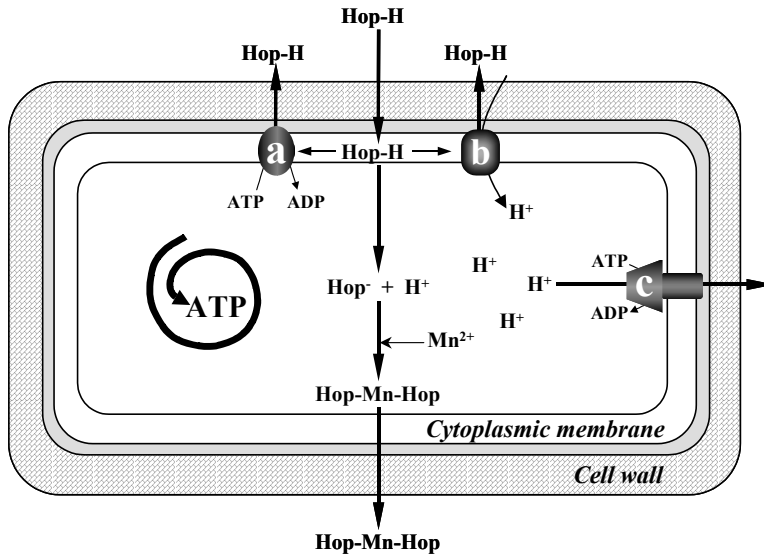 Hop-H
Hop-H
Hop-H
a
Hop-H
b
ATP
ADP
H⁺
H⁺
ATP
Hop⁻ + H⁺
H⁺
c
ATP
ADP
H⁺
Mn²⁺
Hop-Mn-Hop
Cytoplasmic membrane
Cell wall
Hop-Mn-Hop